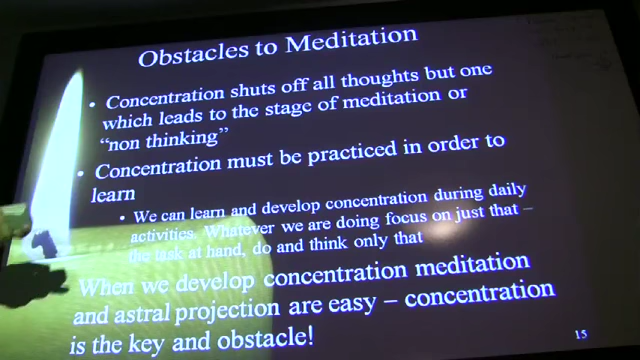 Obstacles to Meditation
• Concentration shuts off all thoughts but one
which leads to the stage of meditation or
“non thinking”
• Concentration must be practiced in order to
learn
• We can learn and develop concentration during daily
activities. Whatever we are doing focus on just that –
the task at hand, do and think only that
When we develop concentration meditation
and astral projection are easy – concentration
is the key and obstacle!
15